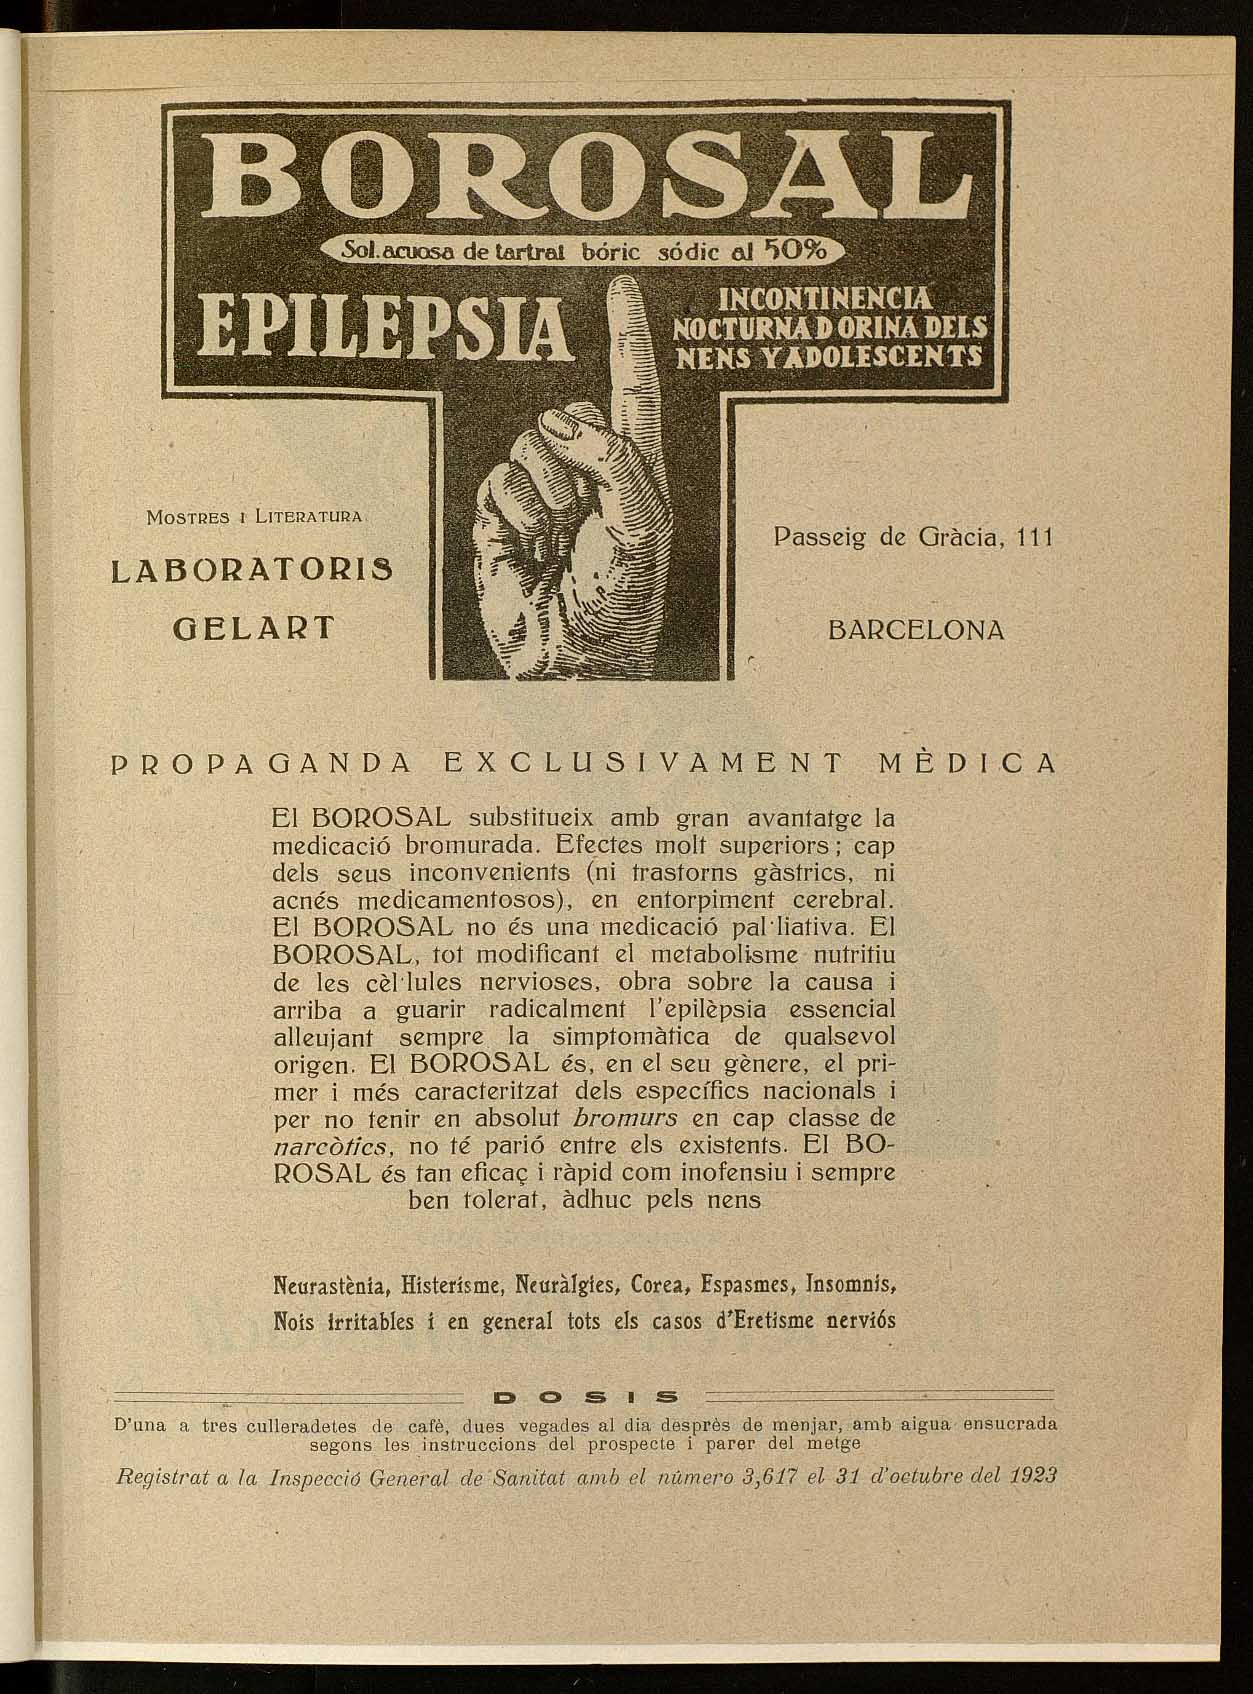 BOROSAL
Sol. acuosa de tartrat bóric sódic al 50%
EPILEPSIA
INCONTINENCIA
NOCTURNA D ORINA DELS
NENS Y ADOLESCENTS
MOSTRES I LITERATURA
LABORATORIS
GELART
Passeig de Gràcia, 111
BARCELONA
PROPAGANDA EXCLUSIVAMENT MÈDICA
El BOROSAL substitueix amb gran avantatge la
medicació bromurada. Efectes molt superiors; cap
dels seus inconvenients (ni trastorns gàstrics, ni
acnés medicamentosos), en entorpiment cerebral.
El BOROSAL no és una medicació pal·liativa. El
BOROSAL, tot modificant el metabolisme nutritiu
de les cèl·lules nervioses, obra sobre la causa i
arriba a guarir radicalment l'epilèpsia essencial
alleujant sempre la simptomàtica de qualsevol
origen. El BOROSAL és, en el seu gènere, el pri-
mer i més caracteritzat dels específics nacionals i
per no tenir en absolut bromurs en cap classe de
narcòtics, no té parió entre els existents. El BO-
ROSAL és tan eficaç i ràpid com inofensiu i sempre
ben tolerat, àdhuc pels nens
Neurastènia, Histerisme, Neuràlgies, Corea, Espasmes, Insomnis,
Nois irritables i en general tots els casos d'Eretisme nerviós
DOSIS
D'una a tres culleradetes de cafè, dues vegades al dia desprès de menjar, amb aigua ensucrada
segons les instruccions del prospecte i parer del metge
Registrat a la Inspecció General de Sanitat amb el número 3,617 el 31 d'octubre del 1923